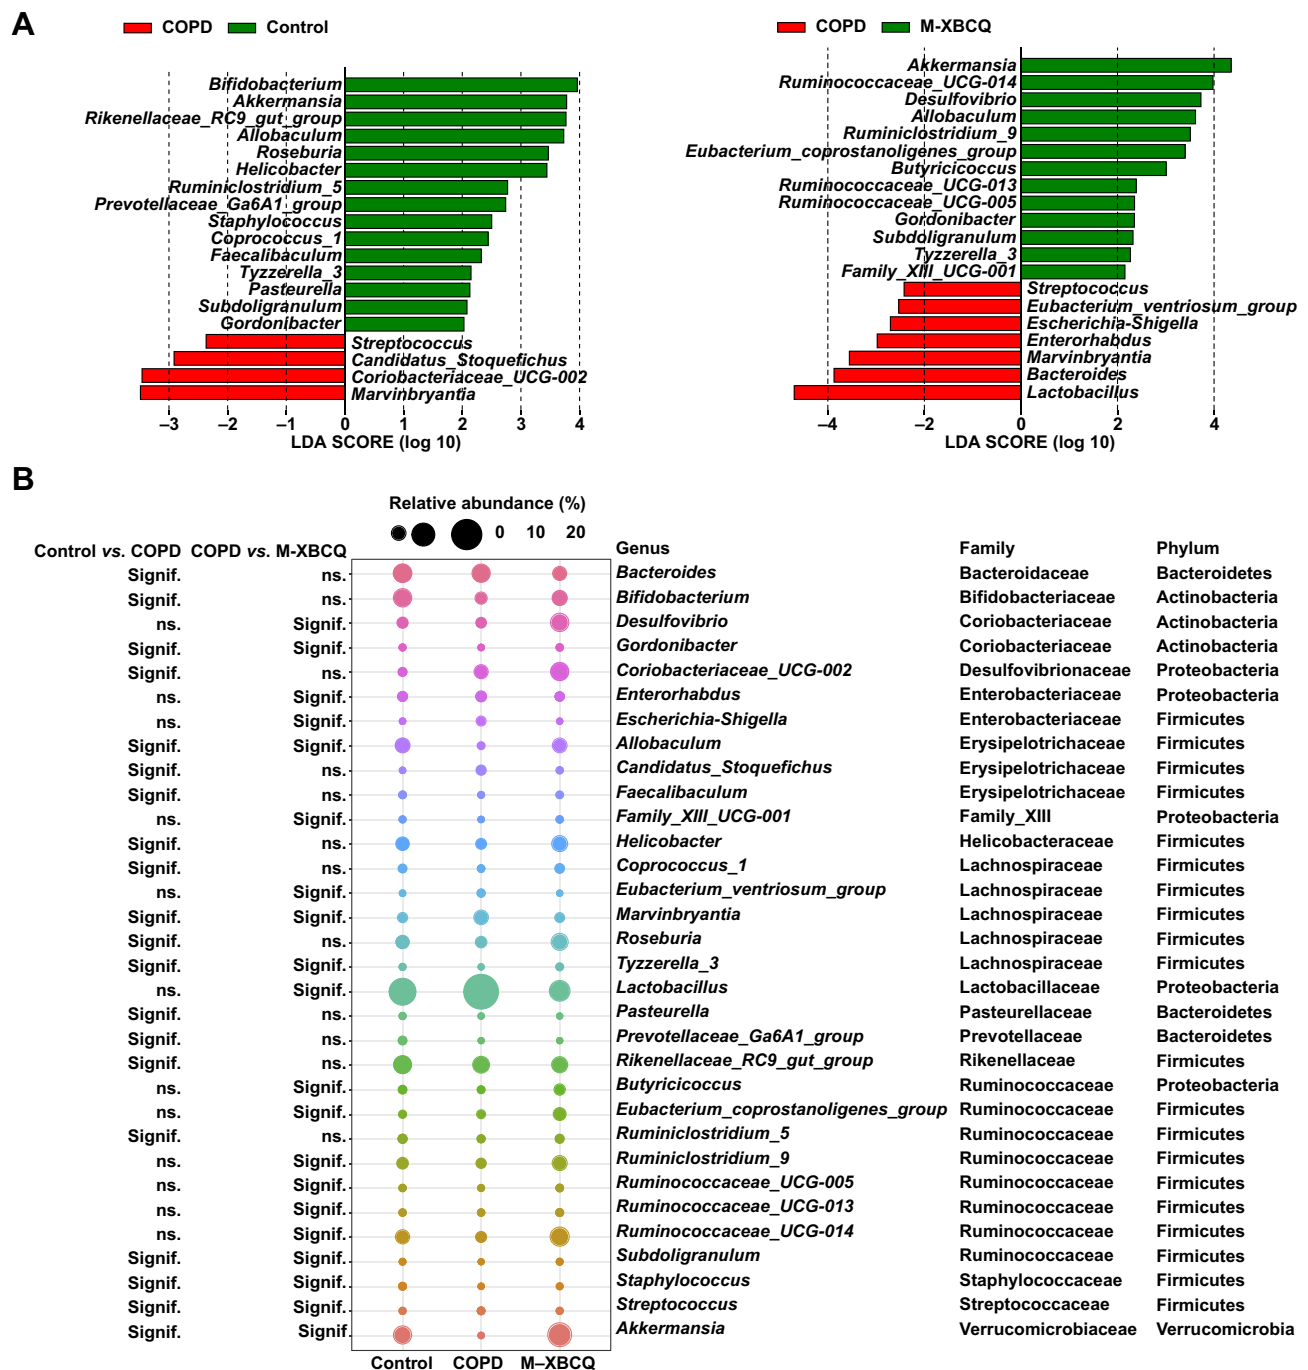 A
COPD Control
Bifidobacterium
Akkermansia
Rikenellaceae_RC9_gut_group
Allobaculum
Roseburia
Helicobacter
Ruminiclostridium_5
Prevotellaceae_Ga6A1_group
Staphylococcus
Coprococcus_1
Faecalibaculum
Tyzzerella_3
Pasteurella
Subdoligranulum
Gordonibacter
Streptococcus
Candidatus_Stoquefichus
Coriobacteriaceae_UCG-002
Marvinbryantia
–3 –2 –1 0 1 2 3 4
LDA SCORE (log 10)
COPD M-XBCQ
Akkermansia
Ruminococcaceae_UCG-014
Desulfovibrio
Allobaculum
Ruminiclostridium_9
Eubacterium_coprostanoligenes_group
Butyricicoccus
Ruminococcaceae_UCG-013
Ruminococcaceae_UCG-005
Gordonibacter
Subdoligranulum
Tyzzerella_3
Family_XIII_UCG-001
Streptococcus
Eubacterium_ventriosum_group
Escherichia-Shigella
Enterorhabdus
Marvinbryantia
Bacteroides
Lactobacillus
–4 –2 0 2 4
LDA SCORE (log 10)
B
Relative abundance (%)
0 10 20
Control vs. COPD COPD vs. M-XBCQ Genus Family Phylum
Signif. ns. Bacteroides Bacteroidaceae Bacteroidetes
Signif. ns. Bifidobacterium Bifidobacteriaceae Actinobacteria
ns. Signif. Desulfovibrio Coriobacteriaceae Actinobacteria
Signif. Signif. Gordonibacter Coriobacteriaceae Actinobacteria
Signif. ns. Coriobacteriaceae_UCG-002 Desulfovibrionaceae Proteobacteria
ns. Signif. Enterorhabdus Enterobacteriaceae Proteobacteria
ns. Signif. Escherichia-Shigella Enterobacteriaceae Firmicutes
Signif. Signif. Allobaculum Erysipelotrichaceae Firmicutes
Signif. ns. Candidatus_Stoquefichus Erysipelotrichaceae Firmicutes
Signif. ns. Faecalibaculum Erysipelotrichaceae Firmicutes
ns. Signif. Family_XIII_UCG-001 Family_XIII Proteobacteria
Signif. ns. Helicobacter Helicobacteraceae Firmicutes
Signif. ns. Coprococcus_1 Lachnospiraceae Firmicutes
ns. Signif. Eubacterium_ventriosum_group Lachnospiraceae Firmicutes
Signif. Signif. Marvinbryantia Lachnospiraceae Firmicutes
Signif. ns. Roseburia Lachnospiraceae Firmicutes
Signif. Signif. Tyzzerella_3 Lachnospiraceae Firmicutes
ns. Signif. Lactobacillus Lactobacillaceae Proteobacteria
Signif. ns. Pasteurella Pasteurellaceae Bacteroidetes
Signif. ns. Prevotellaceae_Ga6A1_group Prevotellaceae Bacteroidetes
Signif. ns. Rikenellaceae_RC9_gut_group Rikenellaceae Firmicutes
ns. Signif. Butyricicoccus Ruminococcaceae Proteobacteria
ns. Signif. Eubacterium_coprostanoligenes_group Ruminococcaceae Firmicutes
Signif. ns. Ruminiclostridium_5 Ruminococcaceae Firmicutes
ns. Signif. Ruminiclostridium_9 Ruminococcaceae Firmicutes
ns. Signif. Ruminococcaceae_UCG-005 Ruminococcaceae Firmicutes
ns. Signif. Ruminococcaceae_UCG-013 Ruminococcaceae Firmicutes
ns. Signif. Ruminococcaceae_UCG-014 Ruminococcaceae Firmicutes
Signif. Signif. Subdoligranulum Ruminococcaceae Firmicutes
Signif. Signif. Staphylococcus Staphylococcaceae Firmicutes
Signif. Signif. Streptococcus Streptococcaceae Firmicutes
Signif. Signif Akkermansia Verrucomicrobiaceae Verrucomicrobia
Control COPD M–XBCQ